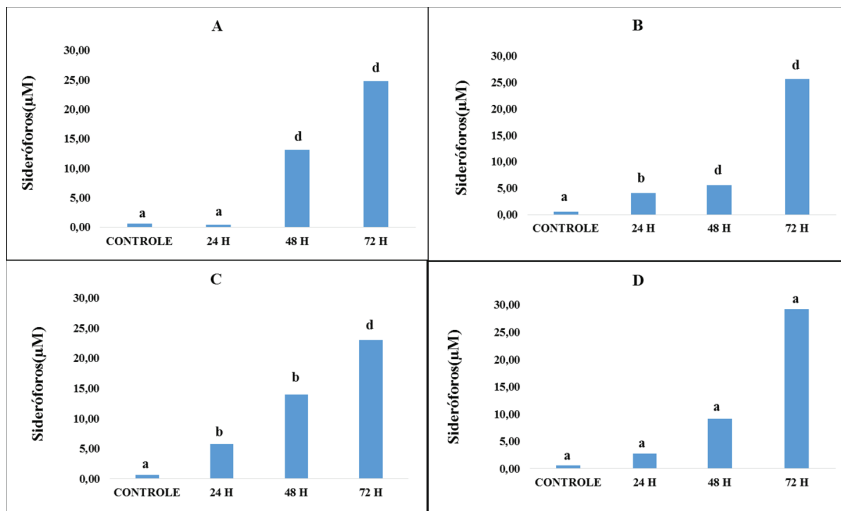 A
Sideróforos(µM)
30,00
25,00
20,00
15,00
10,00
5,00
0,00
a
a
d
d
CONTROLE 24 H 48 H 72 H
B
Sideróforos(µM)
30,00
25,00
20,00
15,00
10,00
5,00
0,00
a
b
d
d
CONTROLE 24 H 48 H 72 H
C
Sideróforos(µM)
30,00
25,00
20,00
15,00
10,00
5,00
0,00
a
b
b
d
CONTROLE 24 H 48 H 72 H
D
Sideróforos(µM)
30,00
25,00
20,00
15,00
10,00
5,00
0,00
a
a
a
a
CONTROLE 24 H 48 H 72 H